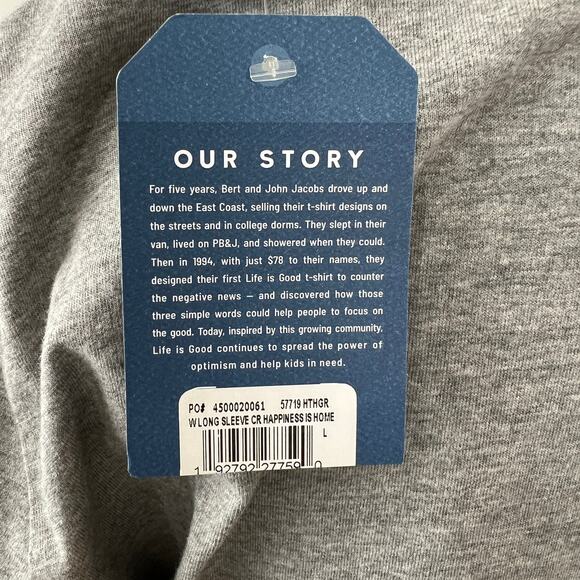 OUR STORY
For five years, Bert and John Jacobs drove up and
down the East Coast, selling their t-shirt designs on
the streets and in college dorms. They slept in their
van, lived on PB&J, and showered when they could.
Then in 1994, with just $78 to their names, they
designed their first Life is Good t-shirt to counter
the negative news — and discovered how those
three simple words could help people to focus on
the good. Today, inspired by this growing community,
Life is Good continues to spread the power of
optimism and help kids in need.
PO# 4500020061 57719 HTHGR
W LONG SLEEVE CR HAPPINESS IS HOME
L
1 92792 27759 0